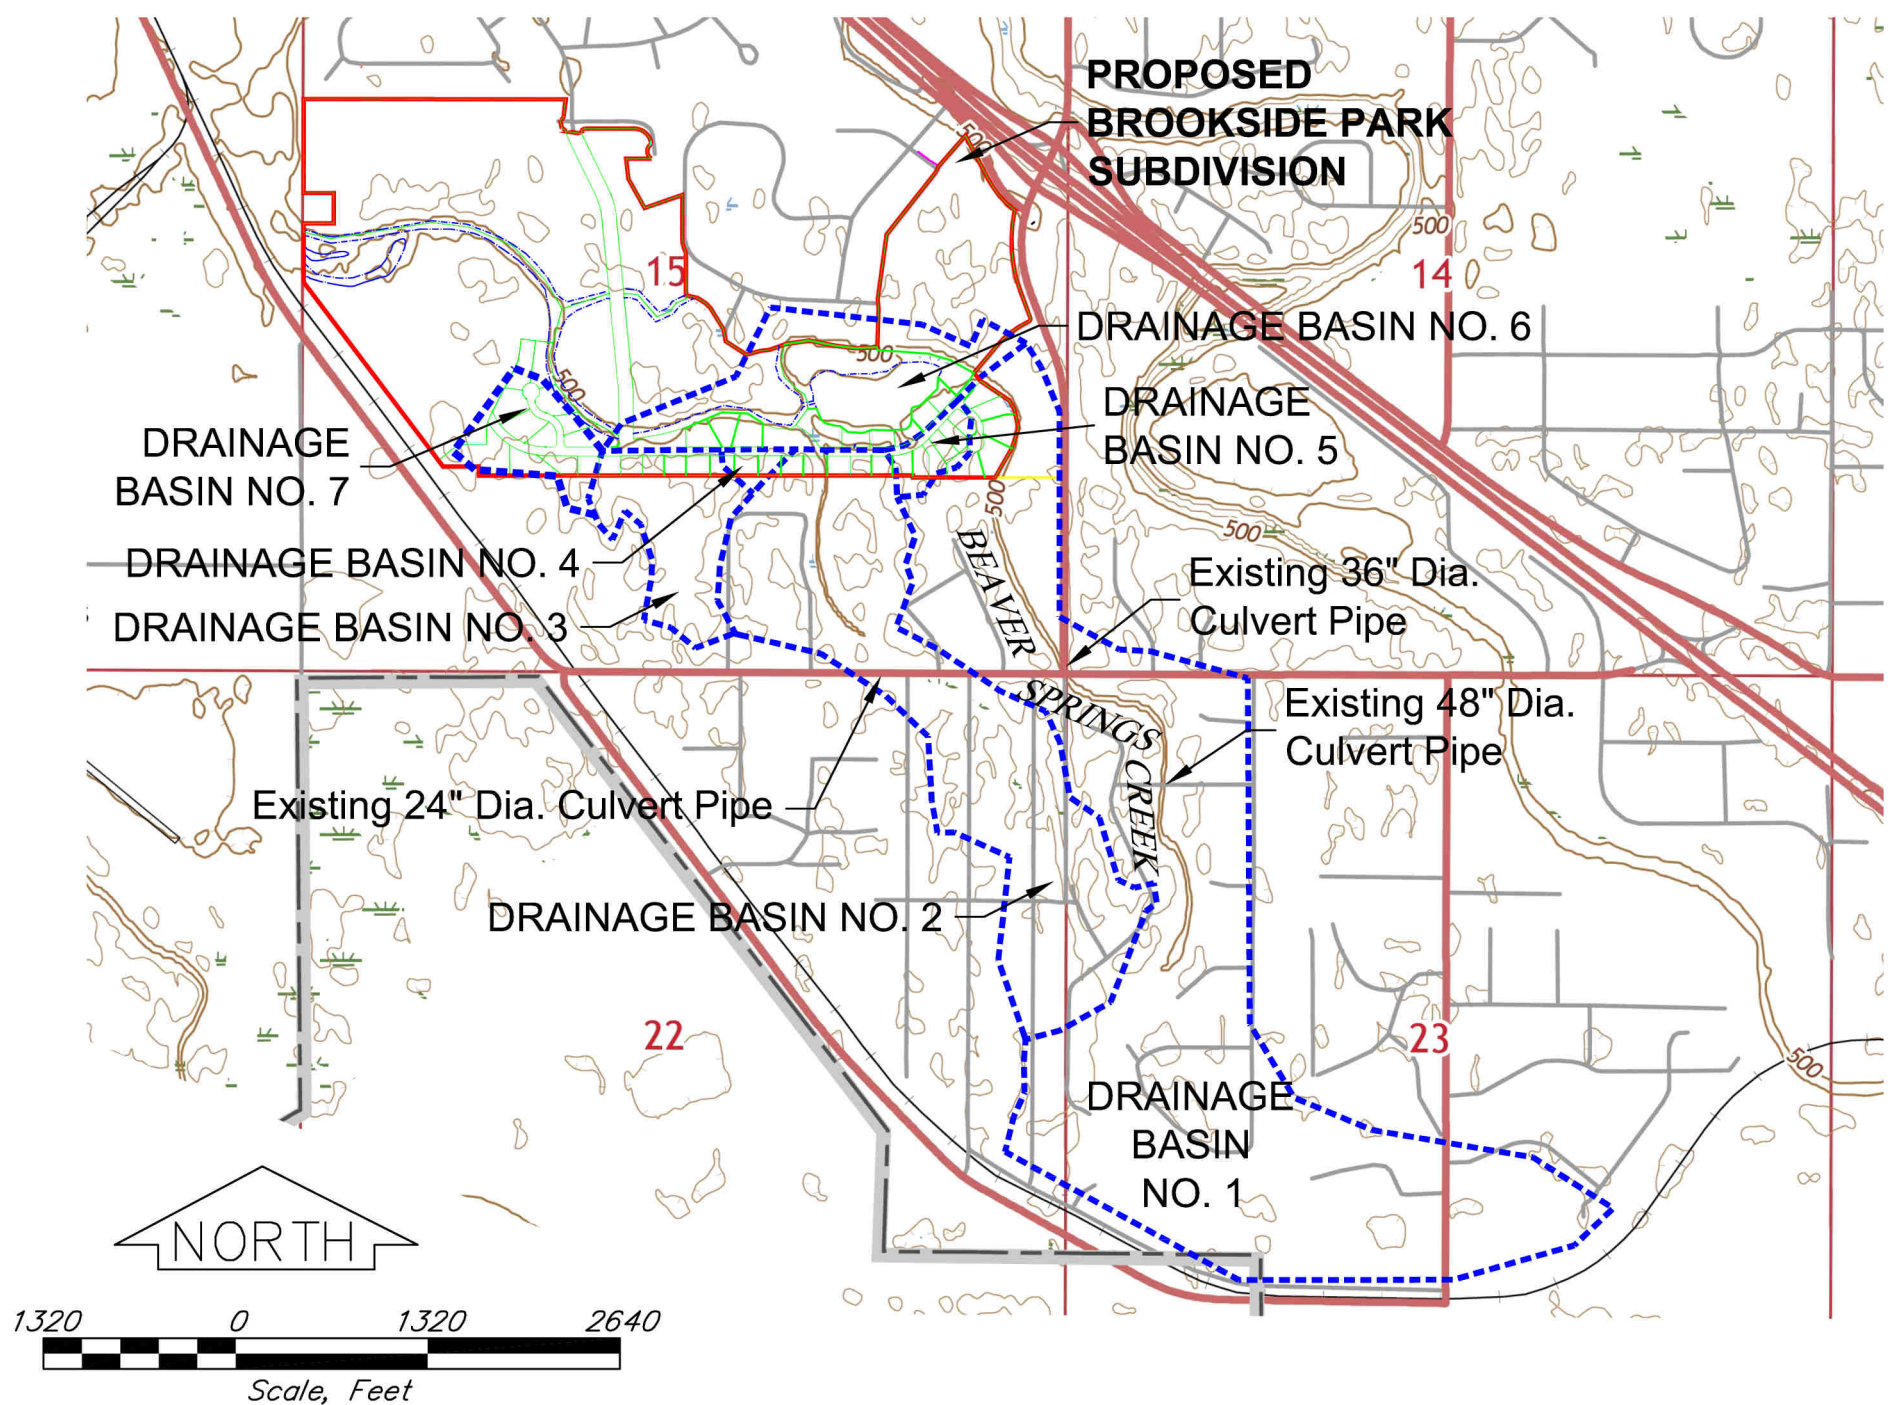 PROPOSED
BROOKSIDE PARK
SUBDIVISION
500
15
14
500
DRAINAGE BASIN NO. 6
500
500
DRAINAGE
BASIN NO. 5
DRAINAGE
BASIN NO. 7
500
500
BEAVER
SPRINGS
CREEK
DRAINAGE BASIN NO. 4
Existing 36" Dia.
Culvert Pipe
DRAINAGE BASIN NO. 3
Existing 48" Dia.
Culvert Pipe
Existing 24" Dia. Culvert Pipe
DRAINAGE BASIN NO. 2
22
23
500
DRAINAGE
BASIN
NO. 1
NORTH
1320 0 1320 2640
Scale, Feet